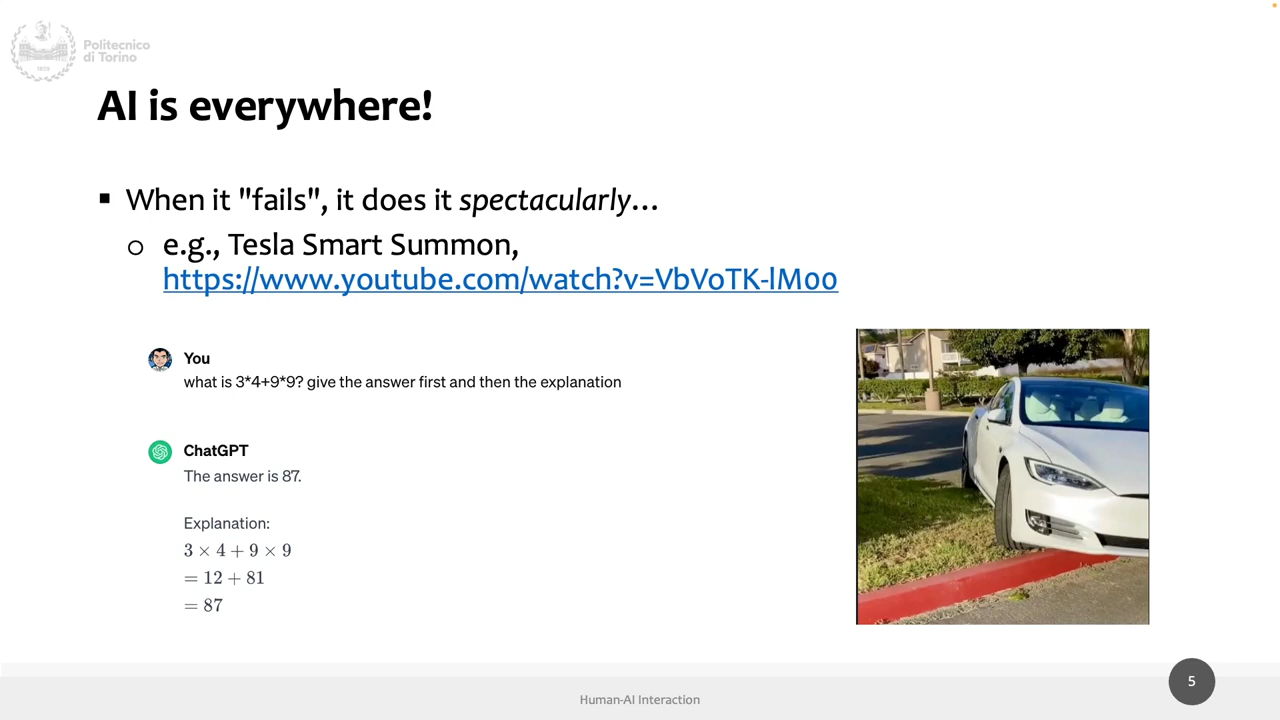 Politecnico
di Torino
1859
AI is everywhere!
When it "fails", it does it spectacularly…
e.g., Tesla Smart Summon,
https://www.youtube.com/watch?v=VbVoTK-lM00
You
what is 3*4+9*9? give the answer first and then the explanation
ChatGPT
The answer is 87.
Explanation:
3 × 4 + 9 × 9
= 12 + 81
= 87
Human-AI Interaction
5